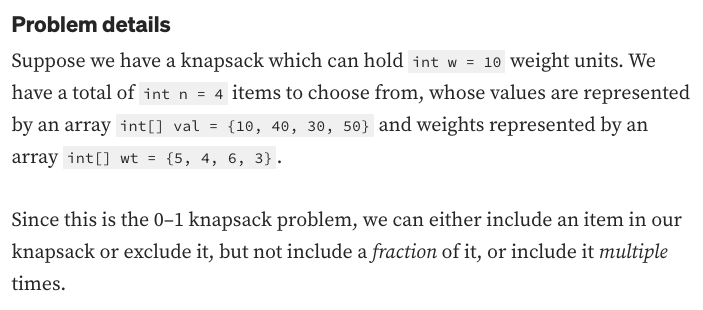 Problem details
Suppose we have a knapsack which can hold int w = 10 weight units. We
have a total of int n = 4 items to choose from, whose values are represented
by an array int[] val = {10, 40, 30, 50} and weights represented by an
array int[] wt = {5, 4, 6, 3}.
Since this is the 0–1 knapsack problem, we can either include an item in our
knapsack or exclude it, but not include a fraction of it, or include it multiple
times.